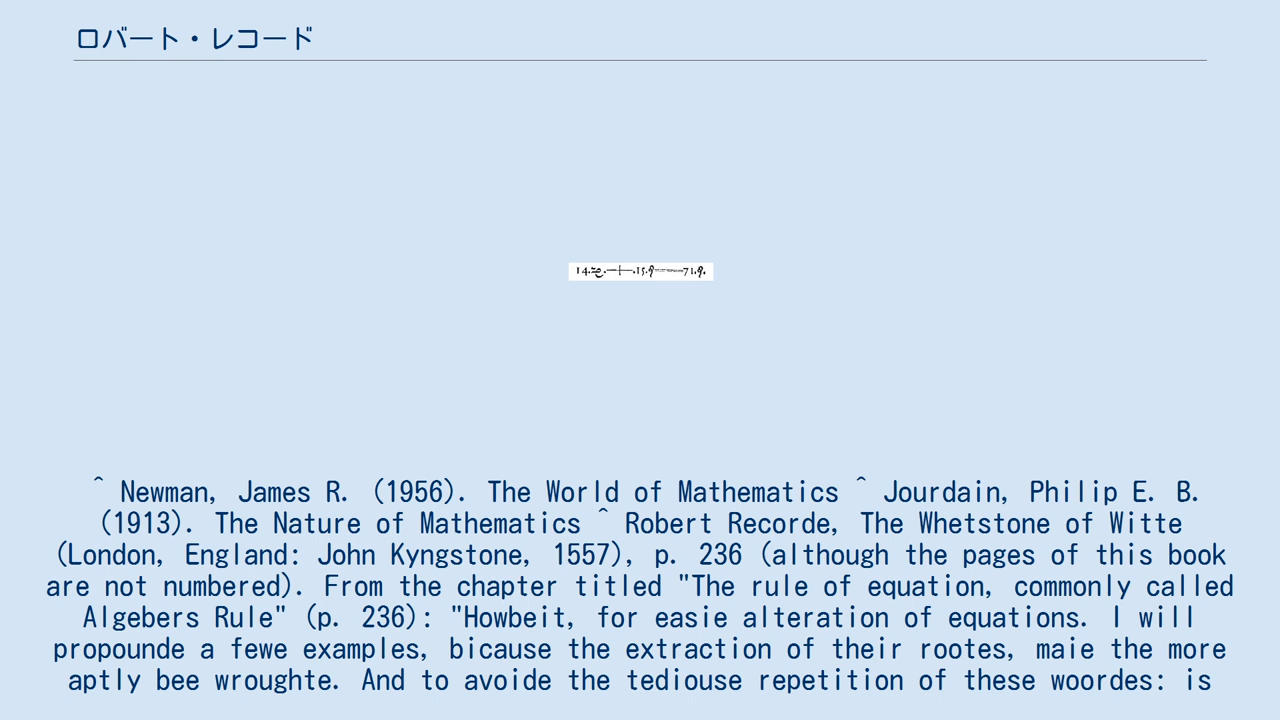 ロバート・レコード
14.
.15.
71.
^ Newman, James R. (1956). The World of Mathematics ^ Jourdain, Philip E. B.
(1913). The Nature of Mathematics ^ Robert Recorde, The Whetstone of Witte
(London, England: John Kyngstone, 1557), p. 236 (although the pages of this book
are not numbered). From the chapter titled "The rule of equation, commonly called
Algebers Rule" (p. 236): "Howbeit, for easie alteration of equations. I will
propounde a fewe examples, bicause the extraction of their rootes, maie the more
aptly bee wroughte. And to avoide the tediouse repetition of these woordes: is